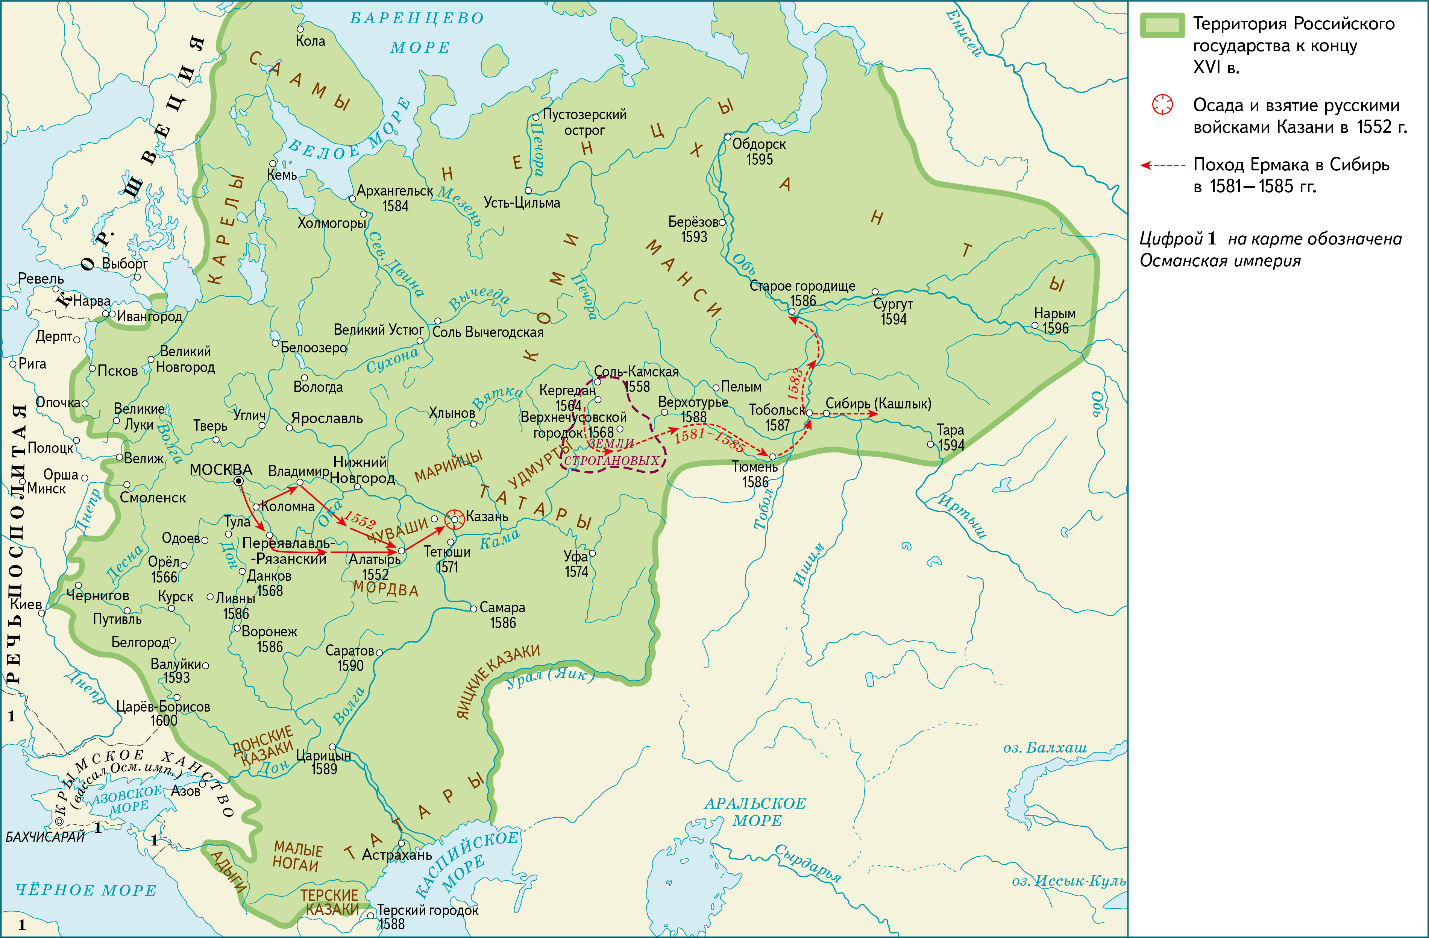 БАРЕНЦЕВО
МОРЕ
Енисей
Кола
СААМЫ
КОР. ШВЕЦИЯ
БЕЛОЕ МОРЕ
Пустозерский
острог
Печора
НЕНЦЫ
Обдорск
1595
ХАНТЫ
Кемь
КАРЕЛЫ
Архангельск
1584
Мезень
Усть-Цильма
Холмогоры
Берёзов
1593
МАНСИ
Сев. Двина
КОМИ
Обь
Выборг
Ревель
Нарва
Ивангород
Вычегда
Печора
Старое городище
1586
Сургут
1594
Нарым
1596
Дерпт
Рига
Великий
Новгород
Псков
Белоозеро
Великий Устюг
Соль Вычегодская
Сухона
Вологда
Соль-Камская
1558
Кергедан
1564
Вятка
Пелым
1583
Верхотурье
1588
Тобольск
1587
Сибирь (Кашлык)
Обь
Опочка
Великие
Луки
Волга
Углич
Тверь
Ярославль
Хлынов
Верхнечусовской
городок 1568
ЗЕМЛИ
СТРОГАНОВЫХ
1581–1585
Тара
1594
Тюмень
1586
Полоцк
Велиж
Орша
Минск
РЕЧЬ ПОСПОЛИТАЯ
МОСКВА
Владимир
Нижний
Новгород
МАРИЙЦЫ
УДМУРТЫ
ТАТАРЫ
Смоленск
Днепр
Коломна
Ока
1552
ЧУВАШИ
Казань
Тобол
Иртыш
Ишим
Тула
Переяславль-
-Рязанский
Одоев
Дон
Десна
Алатырь
1552
Тетюши
1571
Кама
Уфа
1574
Орёл
1566
Данков
1568
МОРДВА
Чернигов
Киев
Путивль
Курск
Ливны
1586
Самара
1586
Воронеж
1586
Белгород
Саратов
1590
Валуйки
1593
ЯИЦКИЕ КАЗАКИ
Урал (Яик)
Днепр
Царёв-Борисов
1600
1
Волга
ДОНСКИЕ
КАЗАКИ
Дон
Царицын
1589
КРЫМСКОЕ ХАНСТВО
(вассал Осм. имп.)
АЗОВСКОЕ
МОРЕ
Азов
БАХЧИСАРАЙ
1
1
ТАТАРЫ
оз. Балхаш
АРАЛЬСКОЕ
МОРЕ
Сырдарья
оз. Иссык-Куль
АДЫГИ
МАЛЫЕ
НОГАИ
Астрахань
КАСПИЙСКОЕ
МОРЕ
ЧЁРНОЕ МОРЕ
ТЕРСКИЕ
КАЗАКИ
Терский городок
1588
1
Территория Российского
государства к концу
XVI в.
Осада и взятие русскими
войсками Казани в 1552 г.
Поход Ермака в Сибирь
в 1581–1585 гг.
Цифрой 1 на карте обозначена
Османская империя